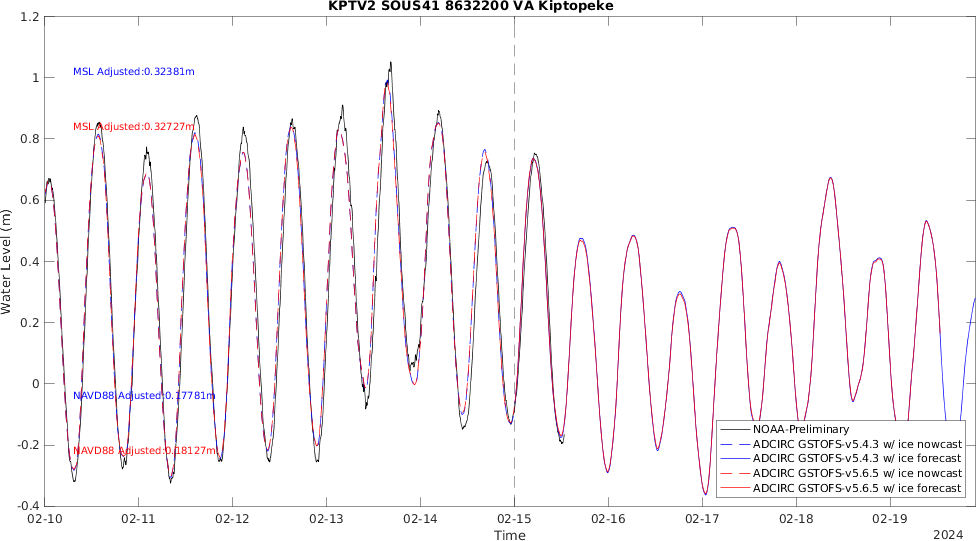 KPTV2 SOUS41 8632200 VA Kiptopeke
1.2
1
0.8
0.6
0.4
0.2
0
-0.2
-0.4
Water Level (m)
MSL Adjusted:0.32381m
MSL Adjusted:0.32727m
NAVD88 Adjusted:0.17781m
NAVD88 Adjusted:0.18127m
NOAA-Preliminary
ADCIRC GSTOFS-v5.4.3 w/ ice nowcast
ADCIRC GSTOFS-v5.4.3 w/ ice forecast
ADCIRC GSTOFS-v5.6.5 w/ ice nowcast
ADCIRC GSTOFS-v5.6.5 w/ ice forecast
02-10 02-11 02-12 02-13 02-14 02-15 02-16 02-17 02-18 02-19
Time
2024